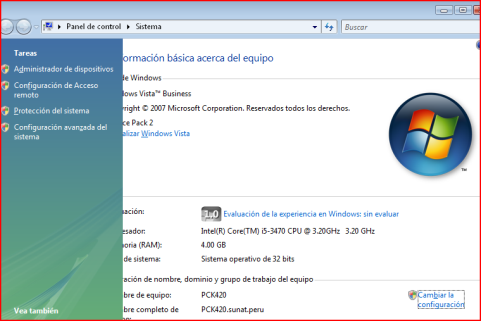 Panel de control
Sistema
Buscar
Tareas
Administrador de dispositivos
Configuración de Acceso
remoto
Protección del sistema
Configuración avanzada del
sistema
Vea también
ormación básica acerca del equipo
de Windows
ows Vista™ Business
right © 2007 Microsoft Corporation. Reservados todos los derechos.
ce Pack 2
alizar Windows Vista
TM
uación:
1,0
Evaluación de la experiencia en Windows: sin evaluar
esador:
Intel(R) Core(TM) i5-3470 CPU @ 3.20GHz 3.20 GHz
moria (RAM):
4.00 GB
de sistema:
Sistema operativo de 32 bits
ración de nombre, dominio y grupo de trabajo del equipo
bre de equipo:
PCK420
Cambiar la
configuración
bre completo de
PCK420.sunat.peru